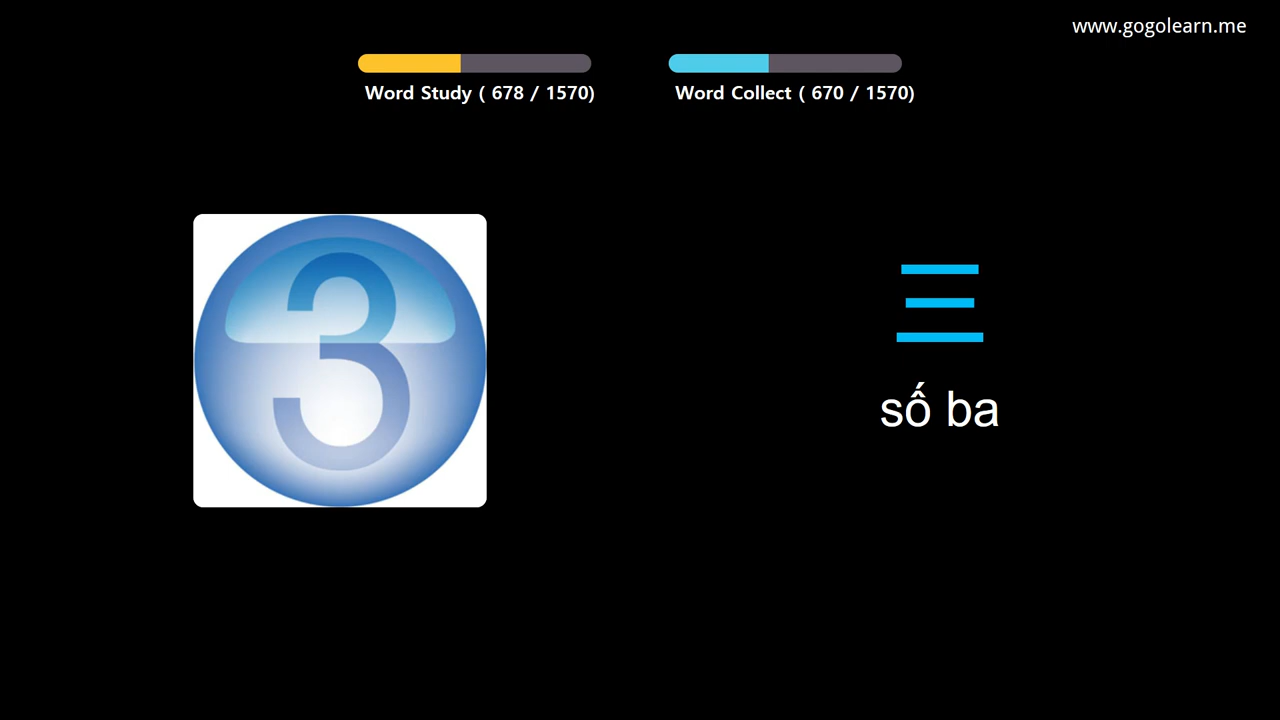 www.gogolearn.me
Word Study ( 678 / 1570)
Word Collect ( 670 / 1570)
3
三
số ba